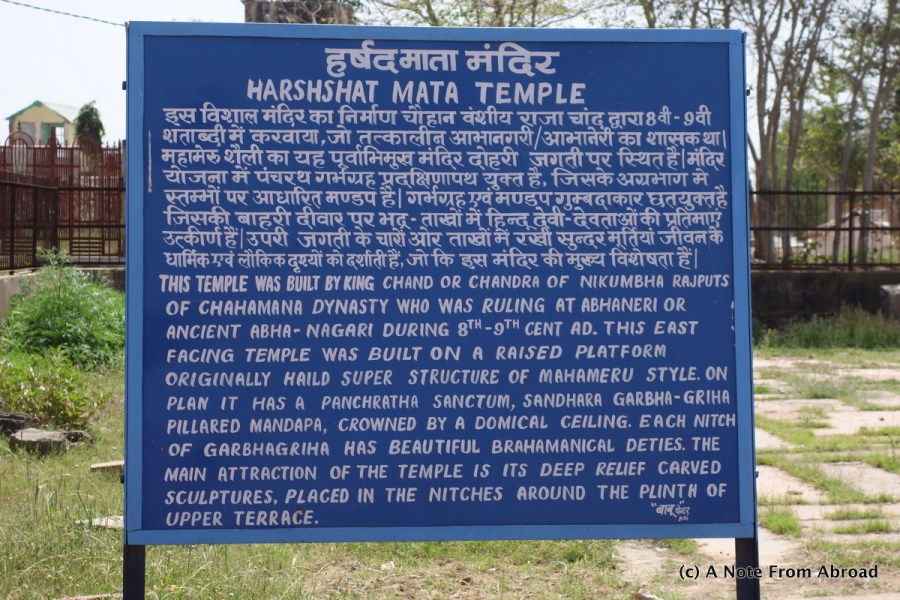 हर्षद माता मंदिर
HARSHSHAT MATA TEMPLE
इस विशाल मंदिर का निर्माण चौहान वंशीय राजा चांद द्वारा 8 वी - 9 वी
शताब्दी में करवाया, जो तत्कालीन आभानगरी/आभानेरी का शासक था।
महामेरु शैली का यह पूर्वाभिमुख मंदिर दोहरी जगती पर स्थित है। मंदिर
योजना में पंचरथ गर्भग्रह प्रदक्षिणापथ युक्त है, जिसके अग्रभाग मे
स्तम्भों पर आधारित मण्डप है। गर्भग्रह एवं मण्डप गुम्बदाकार छतयुक्त है
जिसकी बाहरी दीवार पर भद्र-ताखों में हिन्दू देवी-देवताओं की प्रतिमाएं
उत्कीर्ण हैं। उपरी जगती के चारों ओर ताखों में रखी सुन्दर मूर्तियां जीवन के
धार्मिक एवं लौकिक दृश्यों को दर्शाती हैं, जो कि इस मंदिर की मुख्य विशेषता है।
THIS TEMPLE WAS BUILT BY KING CHAND OR CHANDRA OF NIKUMBHA RAJPUTS
OF CHAHAMANA DYNASTY WHO WAS RULING AT ABHANERI OR
ANCIENT ABHA-NAGARI DURING 8TH-9TH CENT AD. THIS EAST
FACING TEMPLE WAS BUILT ON A RAISED PLATFORM
ORIGINALLY HAILD SUPER STRUCTURE OF MAHAMERU STYLE. ON
PLAN IT HAS A PANCHRATHA SANCTUM, SANDHARA GARBHA-GRIHA
PILLARED MANDAPA, CROWNED BY A DOMICAL CEILING. EACH NITCH
OF GARBHAGRIHA HAS BEAUTIFUL BRAHAMANICAL DETIES. THE
MAIN ATTRACTION OF THE TEMPLE IS ITS DEEP RELIEF CARVED
SCULPTURES, PLACED IN THE NITCHES AROUND THE PLINTH OF
UPPER TERRACE.
"बाबू पेन्टर"
(c) A Note From Abroad